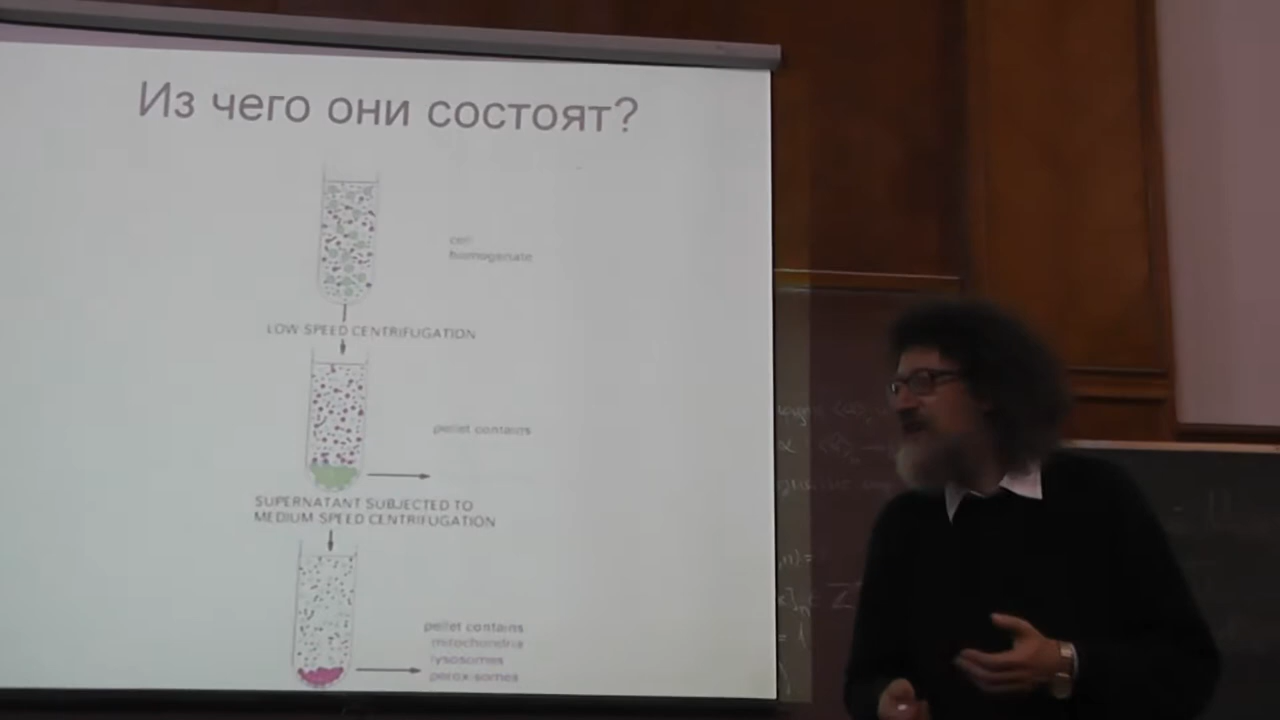 Из чего они состоят?
cell
homogenate
LOW SPEED CENTRIFUGATION
pellet contains
SUPERNATANT SUBJECTED TO
MEDIUM SPEED CENTRIFUGATION
pellet contains
mitochondria
lysosomes
peroxisomes